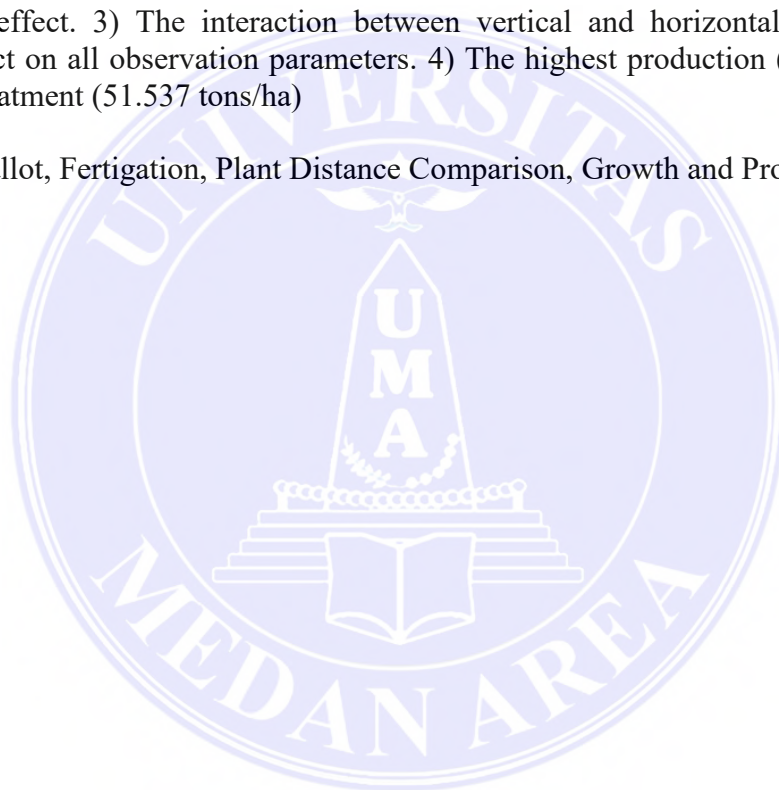 effect. 3) The interaction between vertical and horizontal
ct on all observation parameters. 4) The highest production (
atment (51.537 tons/ha)
llot, Fertigation, Plant Distance Comparison, Growth and Pro
UNIVERSITAS
U
M
A
MEDAN AREA